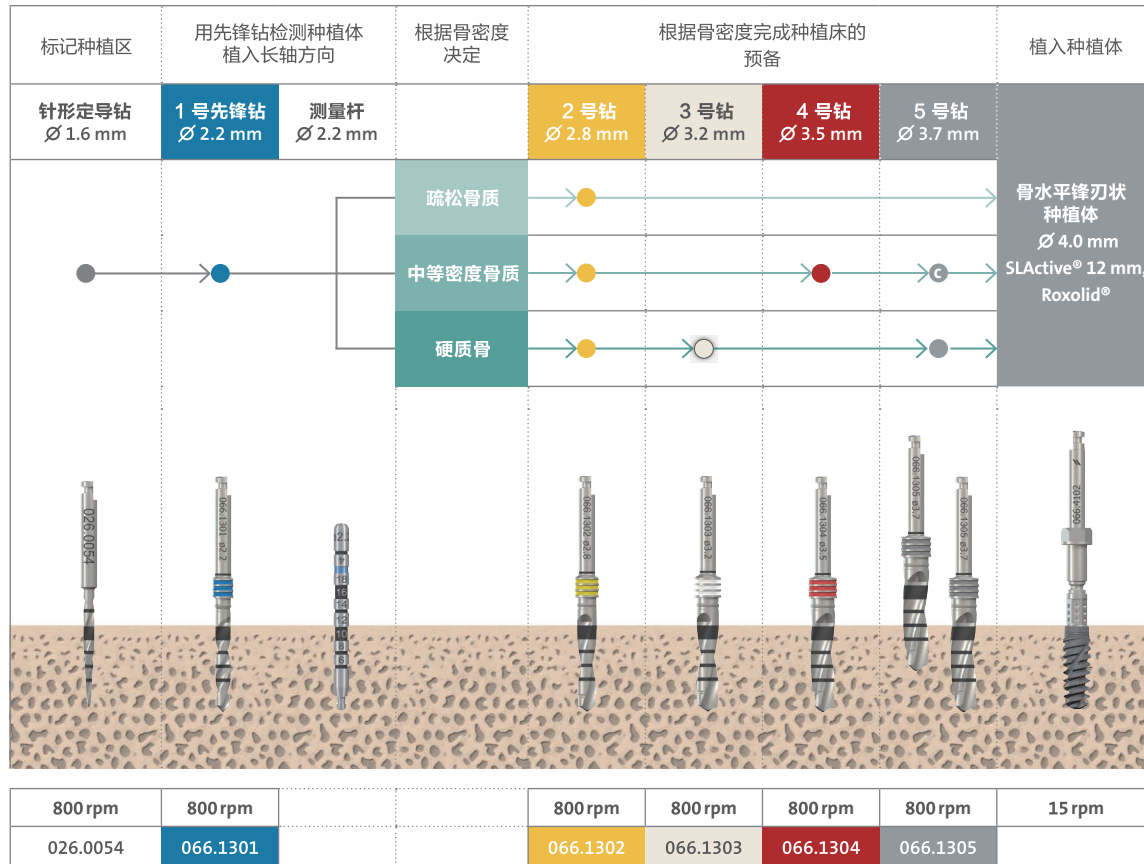 标记种植区
用先锋钻检测种植体
植入长轴方向
根据骨密度
决定
根据骨密度完成种植床的
预备
植入种植体
针形定导钻
Ø 1.6 mm
1 号先锋钻
Ø 2.2 mm
测量杆
Ø 2.2 mm
2 号钻
Ø 2.8 mm
3 号钻
Ø 3.2 mm
4 号钻
Ø 3.5 mm
5 号钻
Ø 3.7 mm
疏松骨质
中等密度骨质
C
硬质骨
骨水平锋刃状
种植体
Ø 4.0 mm
SLActive® 12 mm,
Roxolid®
026.0054
066.1301 ø2.2
18
16
14
12
10
8
6
066.1302 ø2.8
066.1303 ø3.2
066.1304 ø3.5
066.1305 ø3.7
066.1305 ø3.7
066.4102
800 rpm
800 rpm
800 rpm
800 rpm
800 rpm
800 rpm
15 rpm
026.0054
066.1301
066.1302
066.1303
066.1304
066.1305